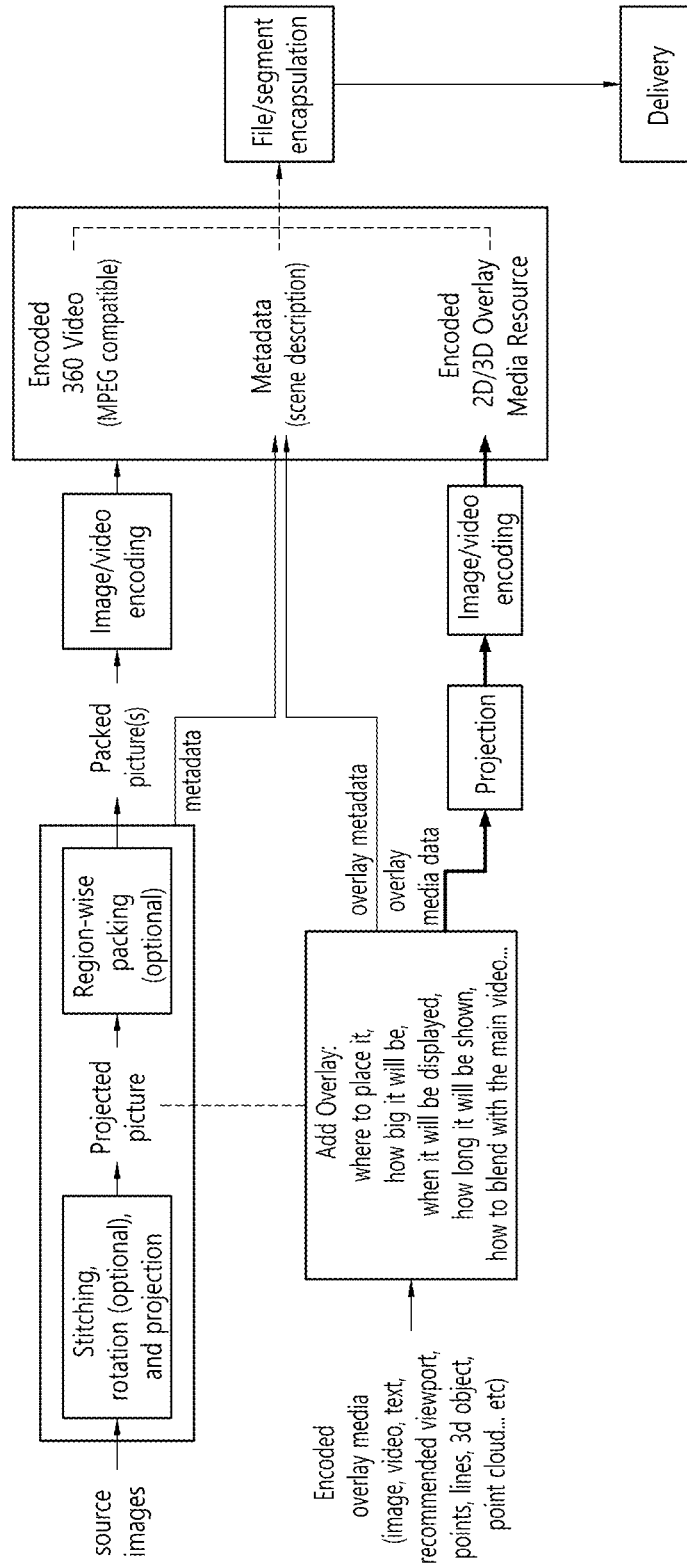 source
images
Stitching,
rotation (optional),
and projection
Projected
picture
Region-wise
packing
(optional)
Packed
picture(s)
metadata
Image/video
encoding
Encoded
360 Video
(MPEG compatible)
Metadata
(scene description)
Encoded
2D/3D Overlay
Media Resource
File/segment
encapsulation
Delivery
Encoded
overlay media
(image, video, text,
recommended viewport,
points, lines, 3d object,
point cloud... etc)
Add Overlay:
where to place it,
how big it will be,
when it will be displayed,
how long it will be shown,
how to blend with the main video...
overlay metadata
overlay
media data
Projection
Image/video
encoding